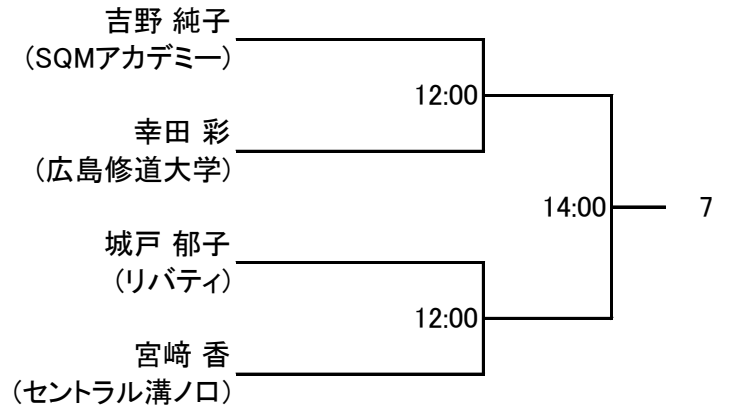 吉野 純子
(SQMアカデミー)
12:00
幸田 彩
(広島修道大学)
14:00
7
城戸 郁子
(リバティ)
12:00
宮﨑 香
(セントラル溝ノ口)